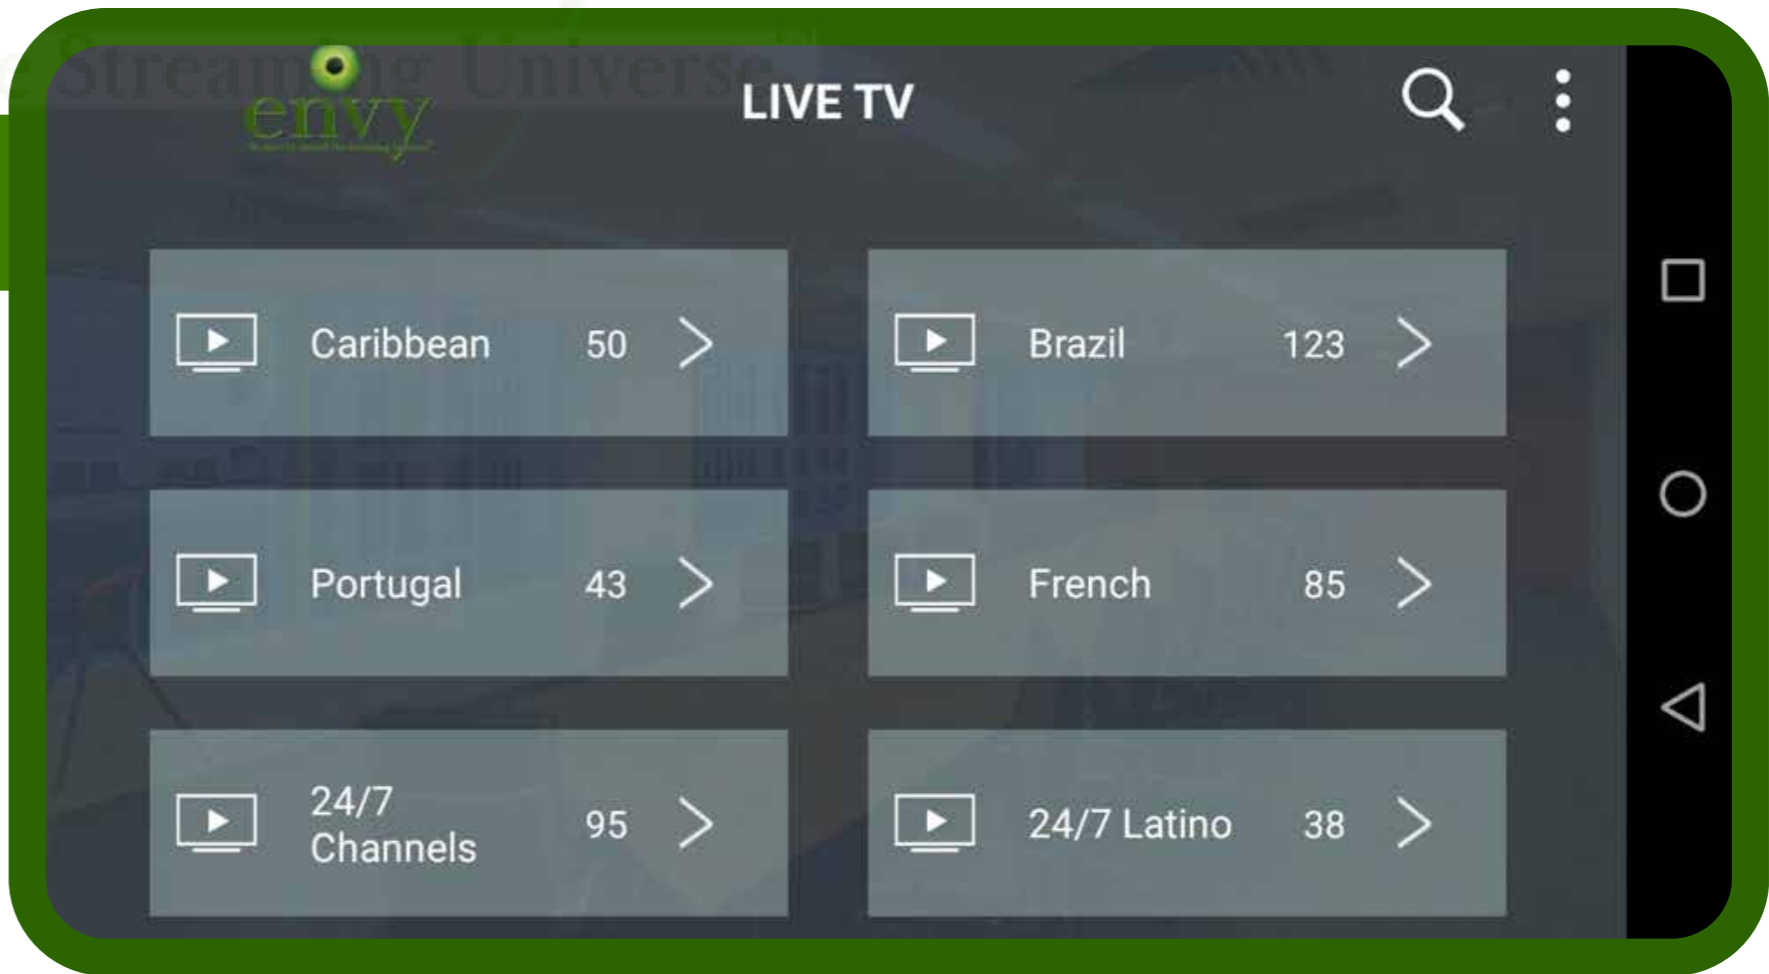 e Streaming Universe
envy
LIVE TV
Caribbean 50
Brazil 123
Portugal 43
French 85
24/7
Channels 95
24/7 Latino 38